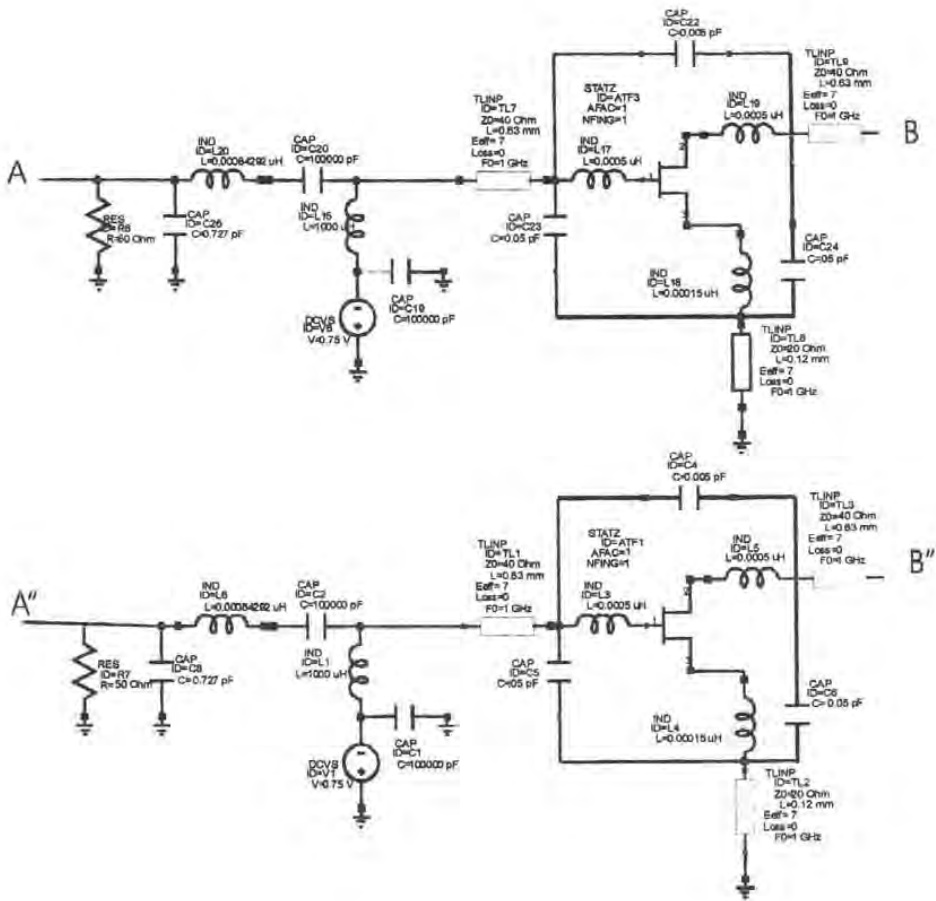 CAP
ID=C22
C=0.005 pF
TLINP
ID=TL9
Z0=40 Ohm
L=0.63 mm
Eeff=7
Loss=0
F0=1 GHz
TLINP
ID=TL7
Z0=40 Ohm
L=0.63 mm
Eeff=7
Loss=0
F0=1 GHz
STATZ
ID=ATF3
AFAC=1
NFING=1
IND
ID=L19
L=0.0005 uH
B
IND
ID=L20
L=0.00084292 uH
CAP
ID=C20
C=100000 pF
IND
ID=L17
L=0.0005 uH
A
RES
ID=R8
CAP
ID=C26
C=0.727 pF
IND
L=1000 uH
CAP
ID=C23
C=0.05 pF
CAP
ID=C24
C=.05 pF
IND
ID=L18
L=0.00015 uH
CAP
ID=C19
C=100000 pF
DCVS
V=0.75 V
TLINP
Z0=20 Ohm
L=0.12 mm
Eeff=7
Loss=0
F0=1 GHz
CAP
ID=C4
C=0.005 pF
TLINP
ID=TL3
Z0=40 Ohm
L=0.63 mm
Eeff=7
Loss=0
F0=1 GHz
TLINP
ID=TL1
Z0=40 Ohm
L=0.63 mm
Eeff=7
Loss=0
F0=1 GHz
STATZ
ID=ATF1
AFAC=1
NFING=1
IND
ID=L5
L=0.0005 uH
B"
IND
ID=L6
L=0.00084292 uH
CAP
ID=C2
C=100000 pF
IND
ID=L3
L=0.0005 uH
A"
RES
ID=R7
R=50 Ohm
CAP
ID=C8
C=0.727 pF
IND
ID=L1
L=1000 uH
CAP
ID=C5
C=.05 pF
CAP
ID=C6
C=0.05 pF
IND
ID=L4
L=0.00015 uH
CAP
ID=C1
C=100000 pF
DCVS
ID=V1
V=0.75 V
TLINP
ID=TL2
Z0=20 Ohm
L=0.12 mm
Eeff=7
Loss=0
F0=1 GHz